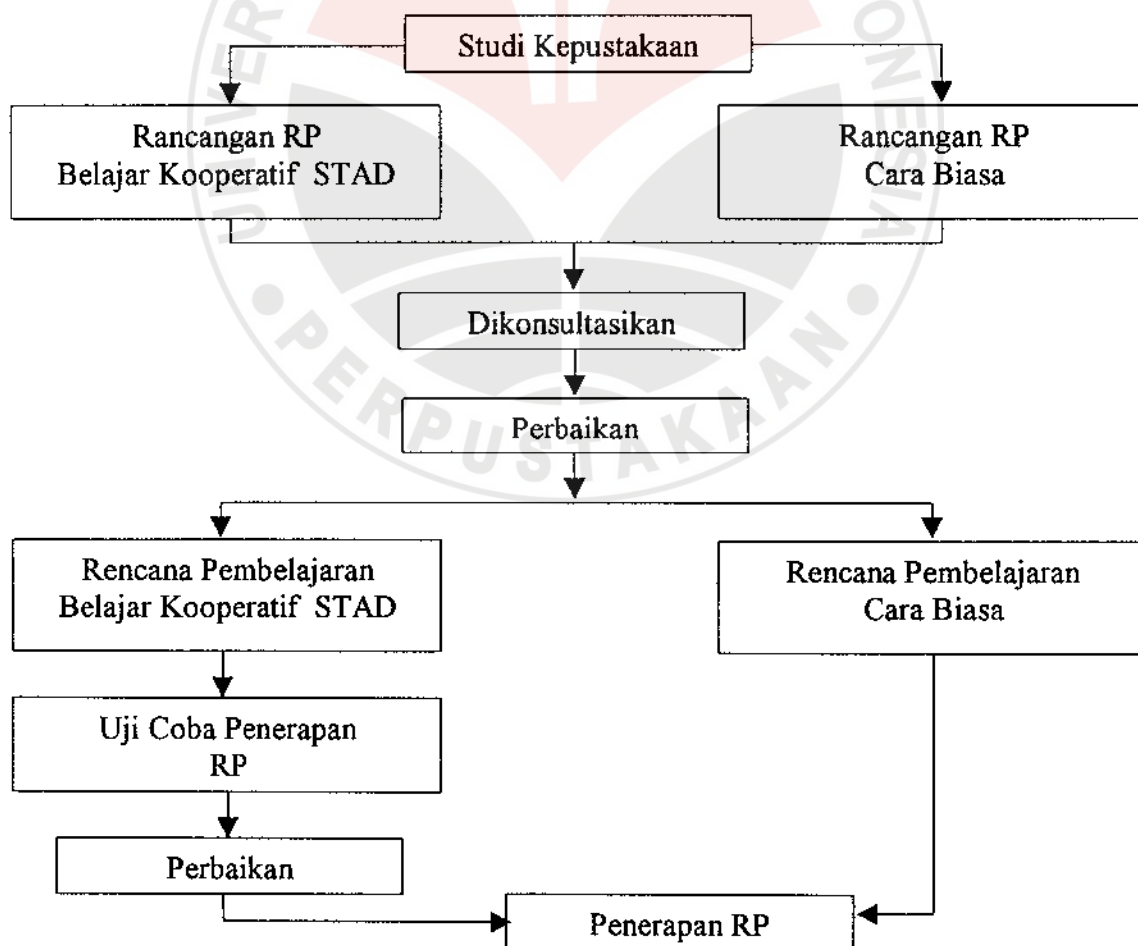 Studi Kepustakaan
Rancangan RP
Belajar Kooperatif STAD
Rancangan RP
Cara Biasa
Dikonsultasikan
Perbaikan
PERPUSTAKAAN
Rencana Pembelajaran
Belajar Kooperatif STAD
Rencana Pembelajaran
Cara Biasa
Uji Coba Penerapan
RP
Perbaikan
Penerapan RP